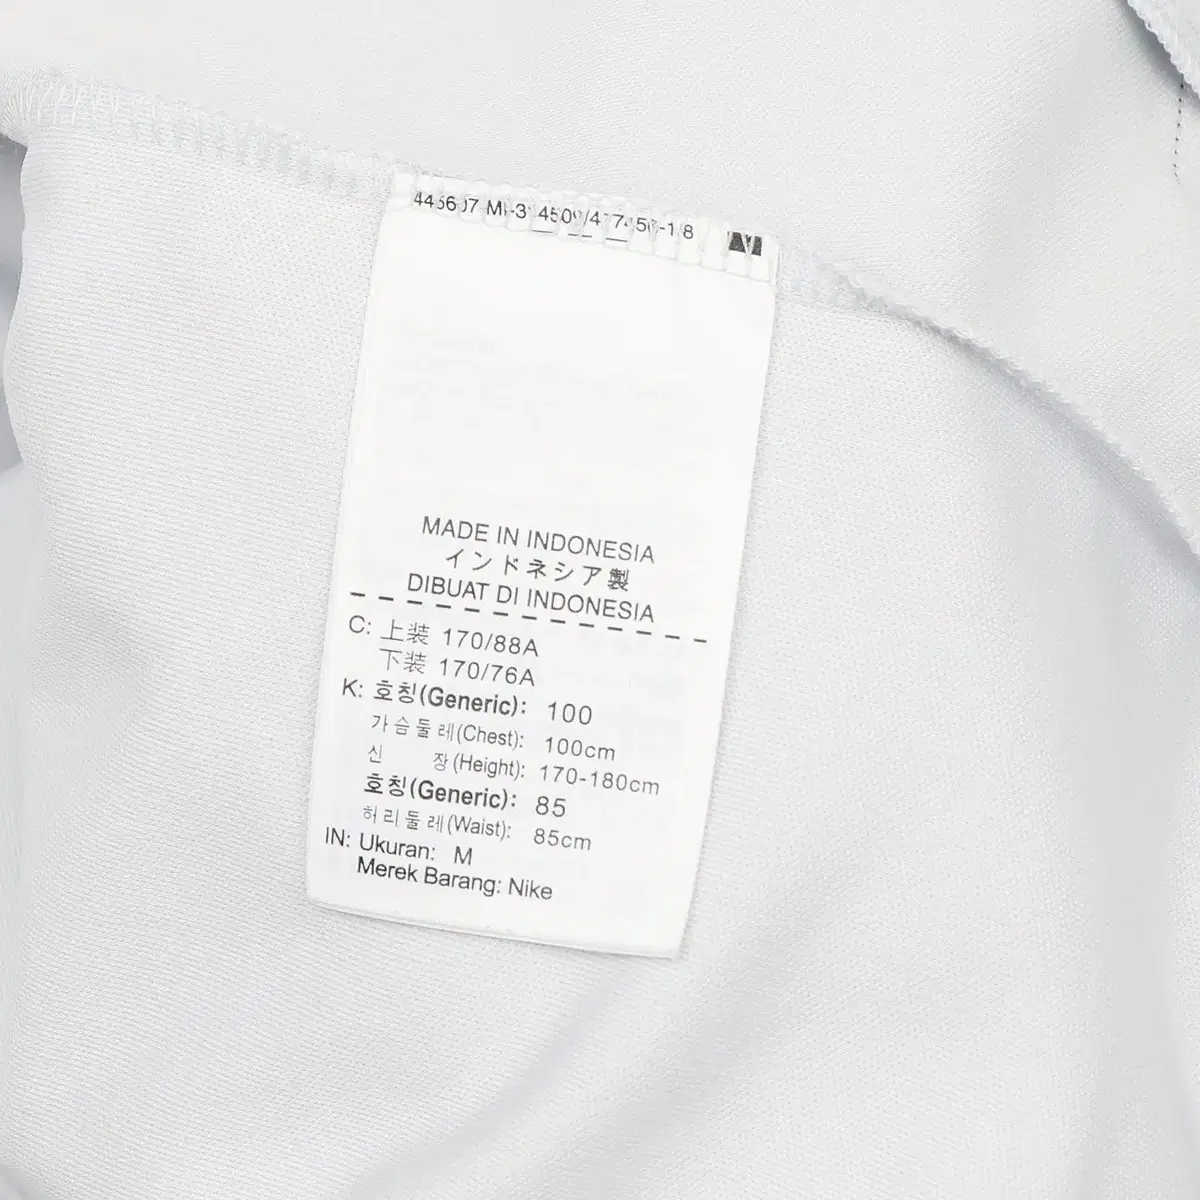 MADE IN INDONESIA
インドネシア製
DIBUAT DI INDONESIA
C: 上装 170/88A
下装 170/76A
K: 호칭(Generic): 100
가슴둘레(Chest): 100cm
신 장(Height): 170-180cm
호칭(Generic): 85
허리둘레(Waist): 85cm
IN: Ukuran: M
Merek Barang: Nike